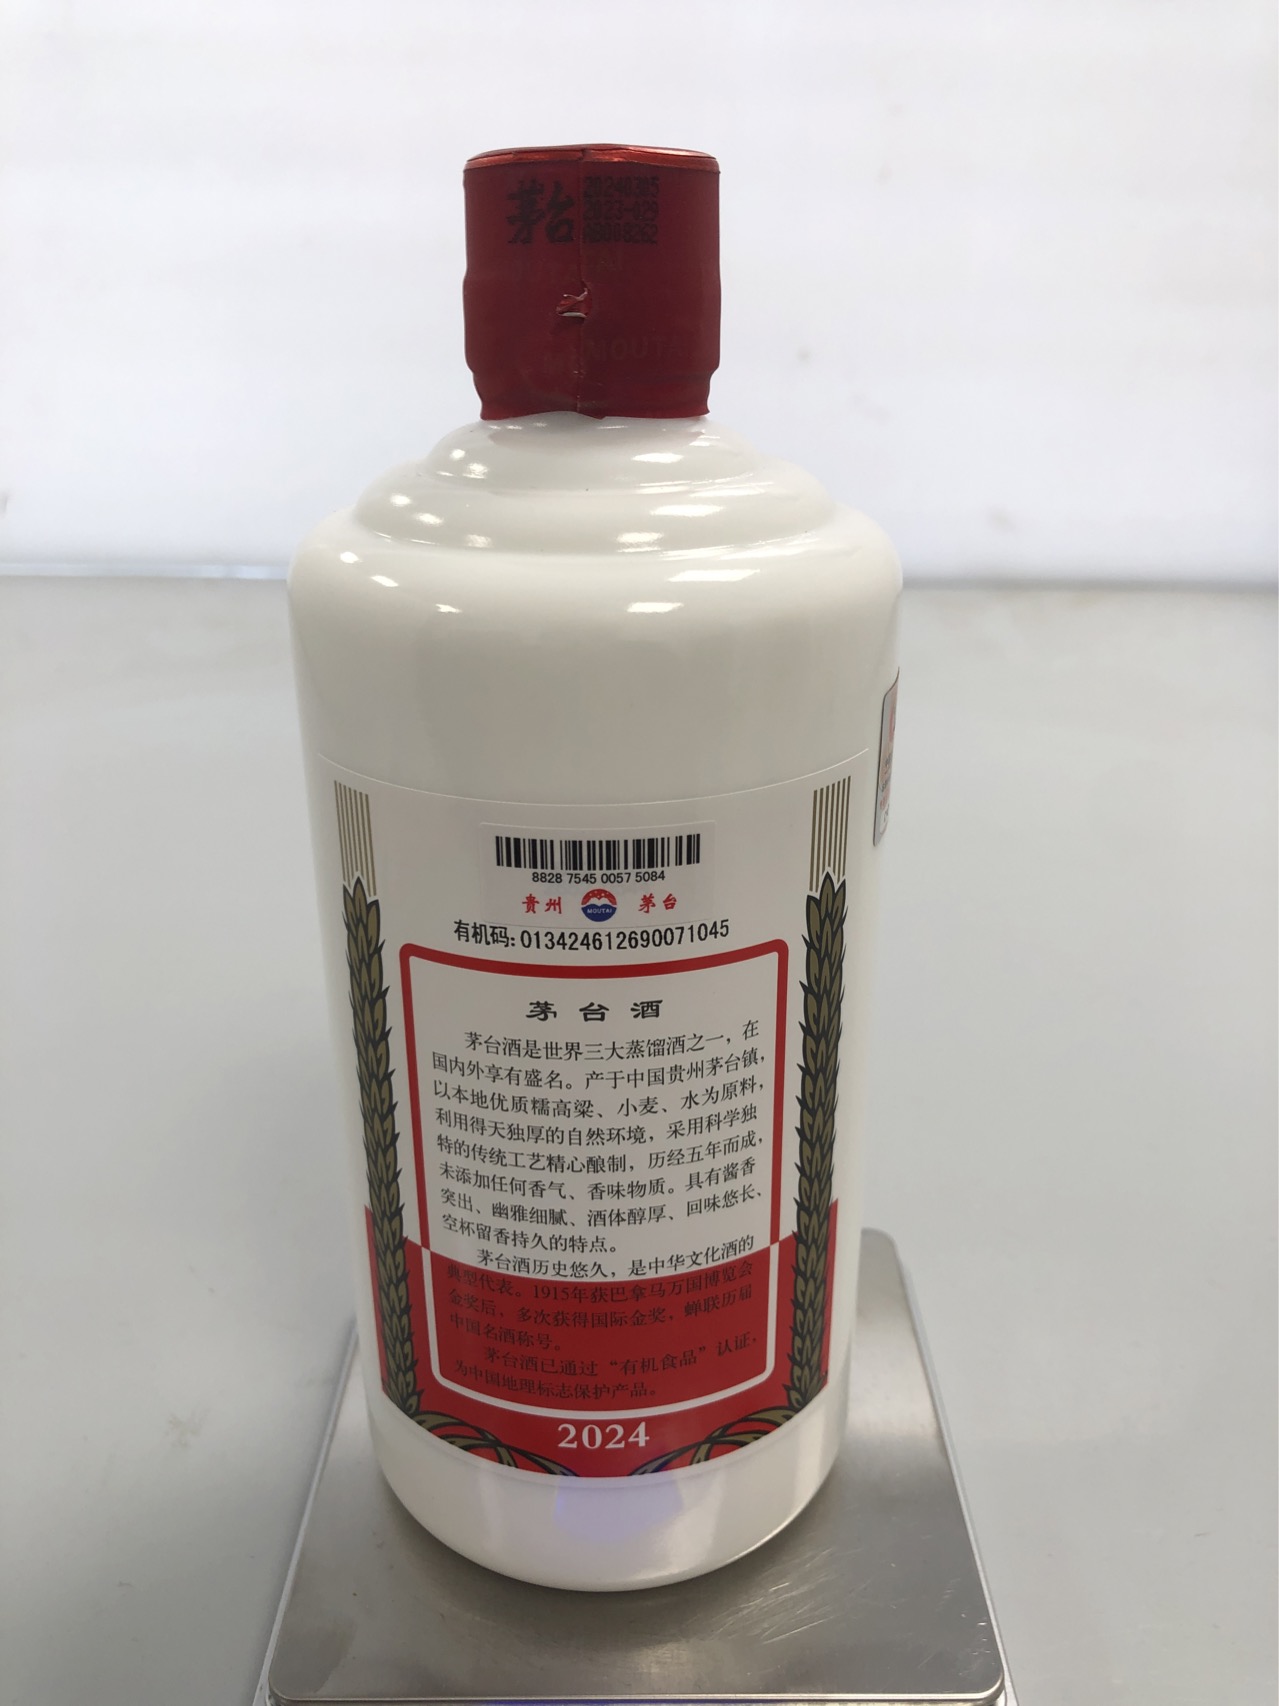 茅台
20240305
2023-029
MOUTAI
8828 7545 0057 5084
贵州 MOUTAI 茅台
有机码:013424612690071045
茅台酒
茅台酒是世界三大蒸馏酒之一，在
国内外享有盛名。产于中国贵州茅台镇，
以本地优质糯高粱、小麦、水为原料，
利用得天独厚的自然环境，采用科学独
特的传统工艺精心酿制，历经五年而成，
未添加任何香气、香味物质。具有酱香
突出、幽雅细腻、酒体醇厚、回味悠长、
空杯留香持久的特点。
茅台酒历史悠久，是中华文化酒的
典型代表。1915年获巴拿马万国博览会
金奖后，多次获得国际金奖，蝉联历届
中国名酒称号。
茅台酒已通过“有机食品”认证，
为中国地理标志保护产品。
2024